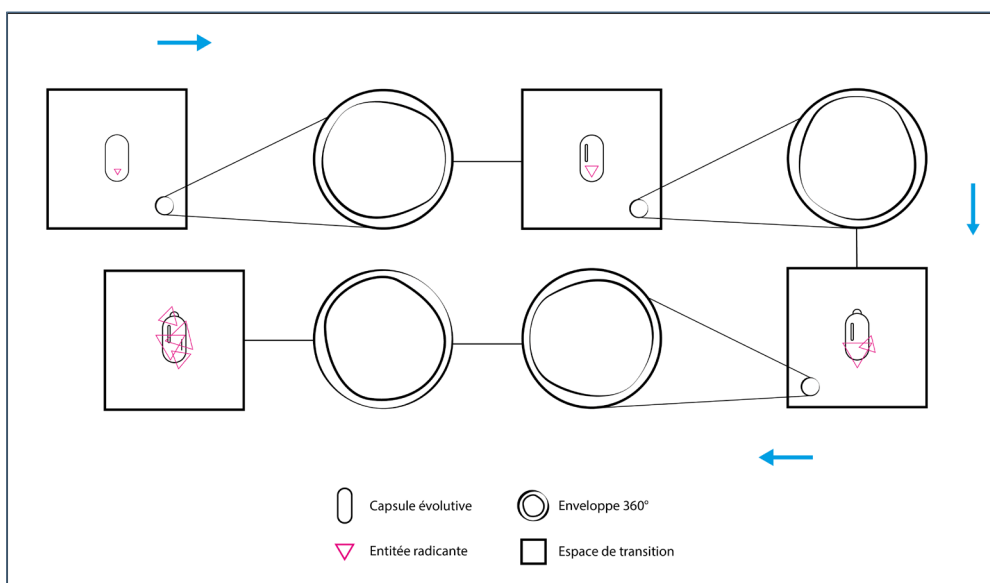 Capsule évolutive
Enveloppe 360°
Entitée radicante
Espace de transition